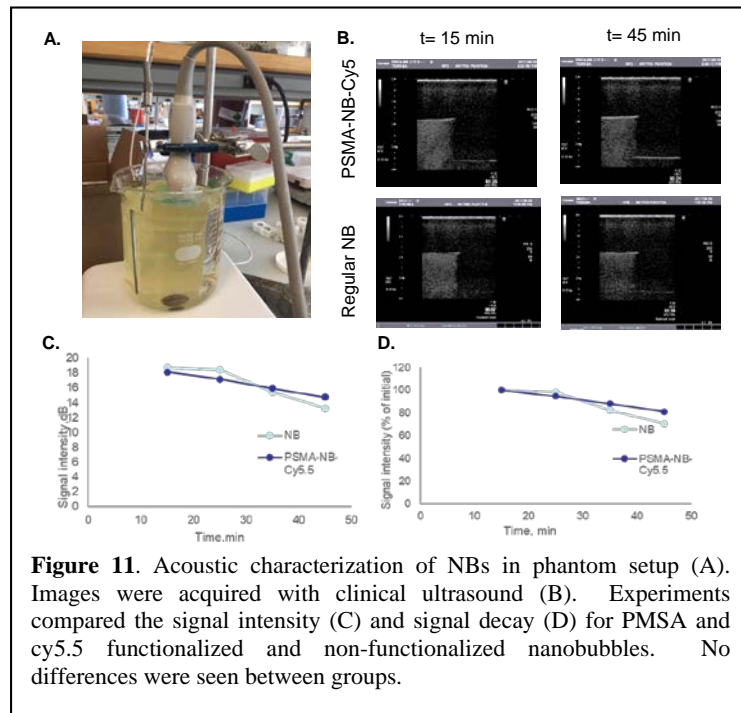 A.
B.
t= 15 min
t= 45 min
PSMA-NB-Cy5
Regular NB
C.
Signal intensity dB
20
18
16
14
12
10
8
6
4
2
0
0
10
20
30
40
50
Time.min
NB
PSMA-NB-
Cy5.5
D.
Signal intensity (% of initial)
120
100
80
60
40
20
0
0
10
20
30
40
50
Time, min
NB
PSMA-NB-
Cy5.5
Figure 11. Acoustic characterization of NBs in phantom setup (A).
Images were acquired with clinical ultrasound (B). Experiments
compared the signal intensity (C) and signal decay (D) for PMSA and
cy5.5 functionalized and non-functionalized nanobubbles. No
differences were seen between groups.